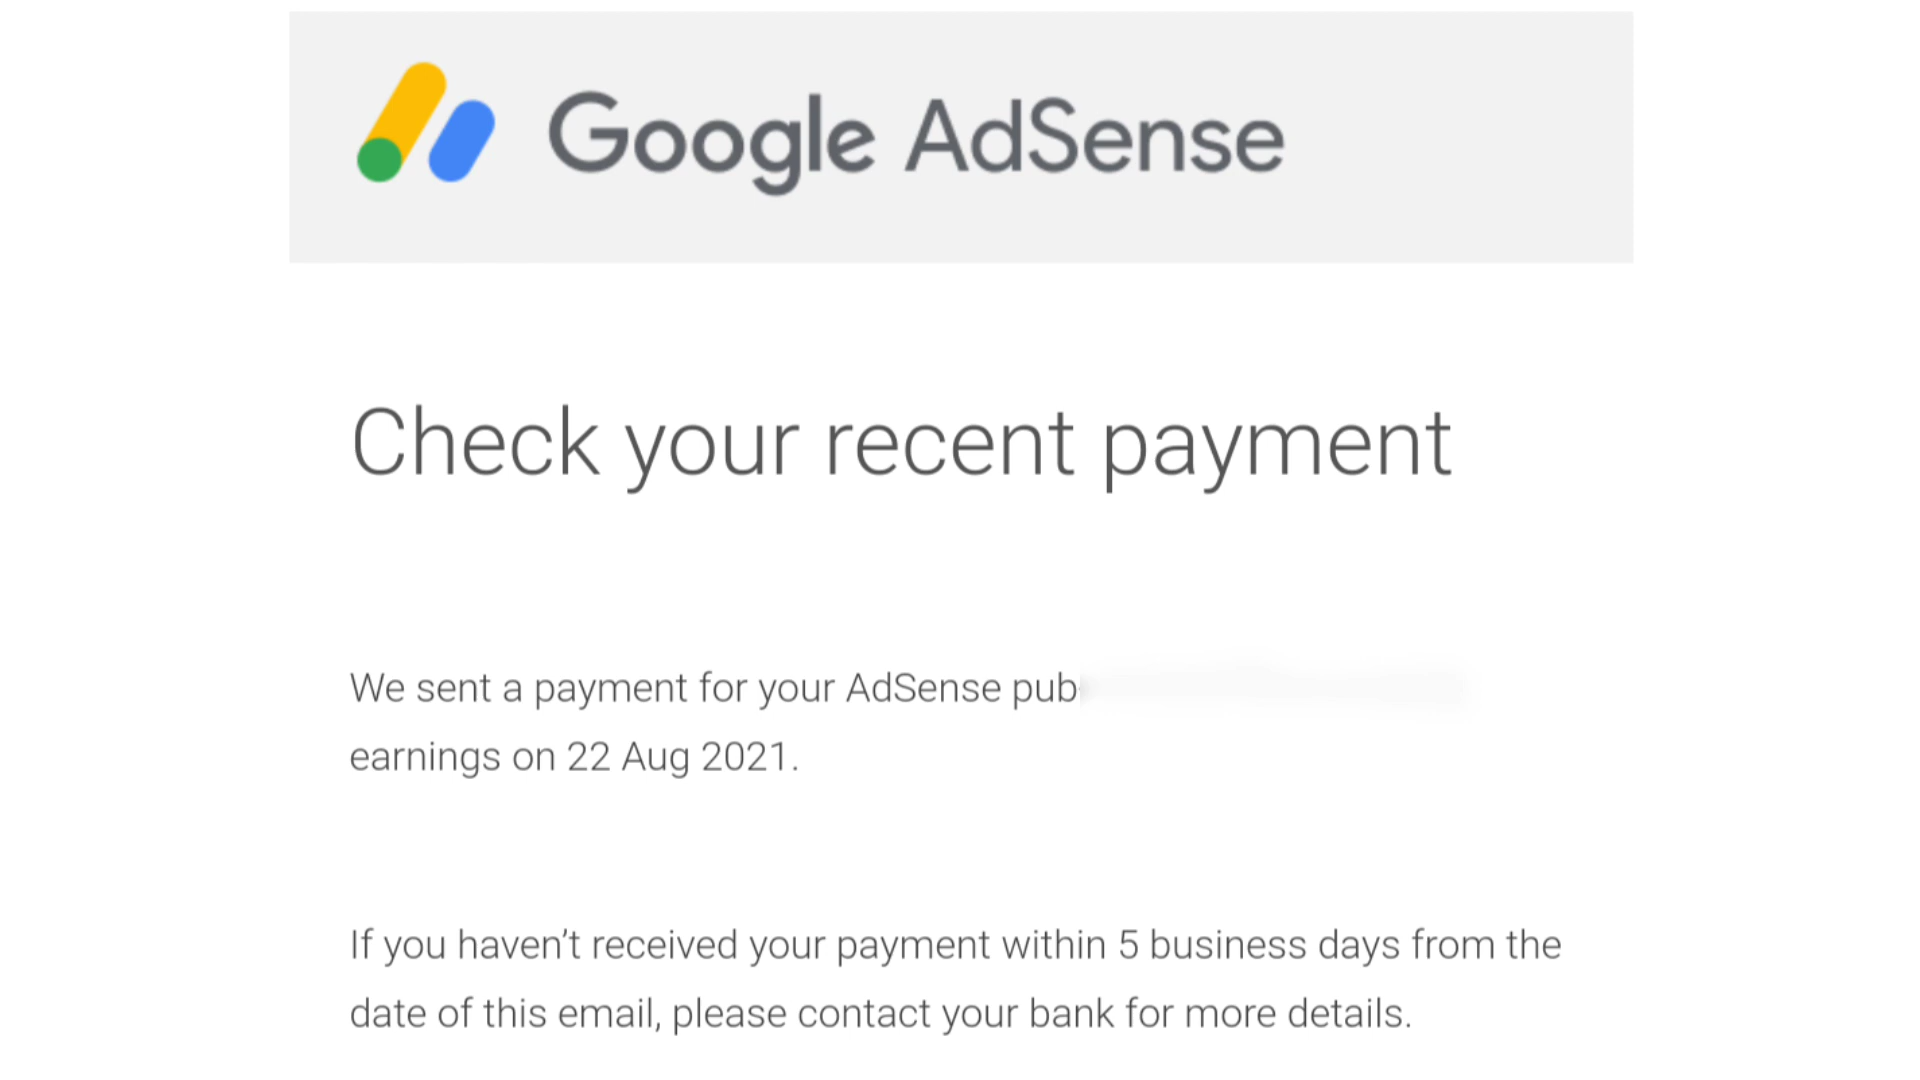 Google AdSense
Check your recent payment
We sent a payment for your AdSense pub-
earnings on 22 Aug 2021.
If you haven’t received your payment within 5 business days from the
date of this email, please contact your bank for more details.